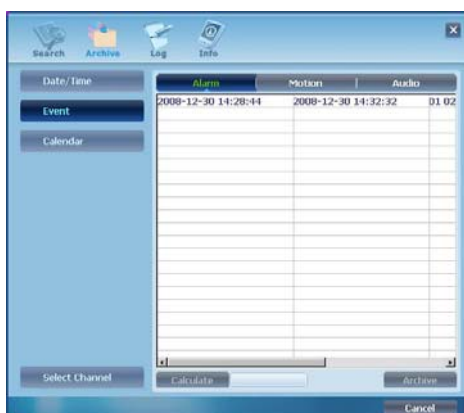 Search Archive Log Info
Date/Time
Event
Calendar
Select Channel
Alarm Motion Audio
2008-12-30 14:28:44 2008-12-30 14:32:32 01 02
Calculate Archive
Cancel